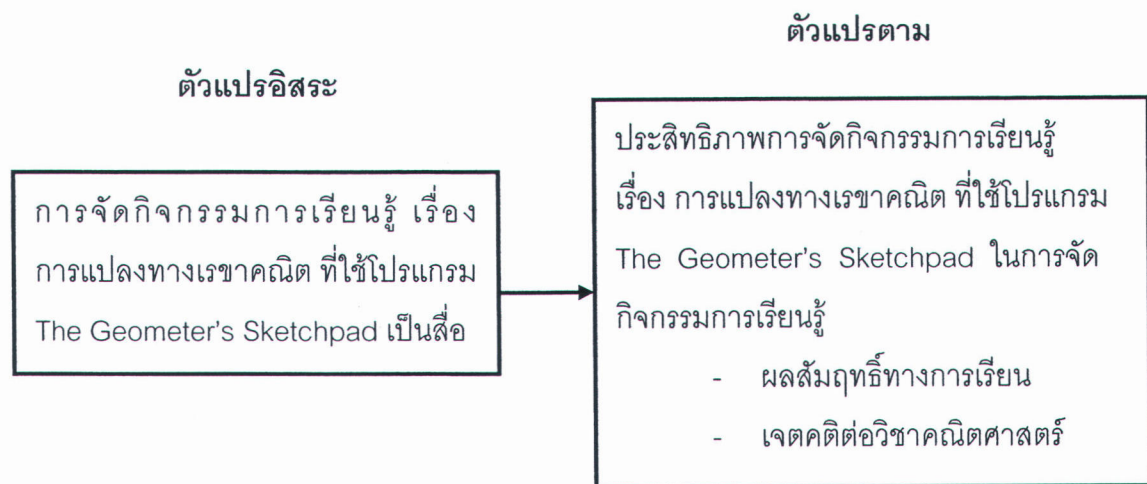 ตัวแปรอิสระ
การจัดกิจกรรมการเรียนรู้ เรื่อง
การแปลงทางเรขาคณิต ที่ใช้โปรแกรม
The Geometer's Sketchpad เป็นสื่อ
ตัวแปรตาม
ประสิทธิภาพการจัดกิจกรรมการเรียนรู้
เรื่อง การแปลงทางเรขาคณิต ที่ใช้โปรแกรม
The Geometer's Sketchpad ในการจัด
กิจกรรมการเรียนรู้
- ผลสัมฤทธิ์ทางการเรียน
- เจตคติต่อวิชาคณิตศาสตร์